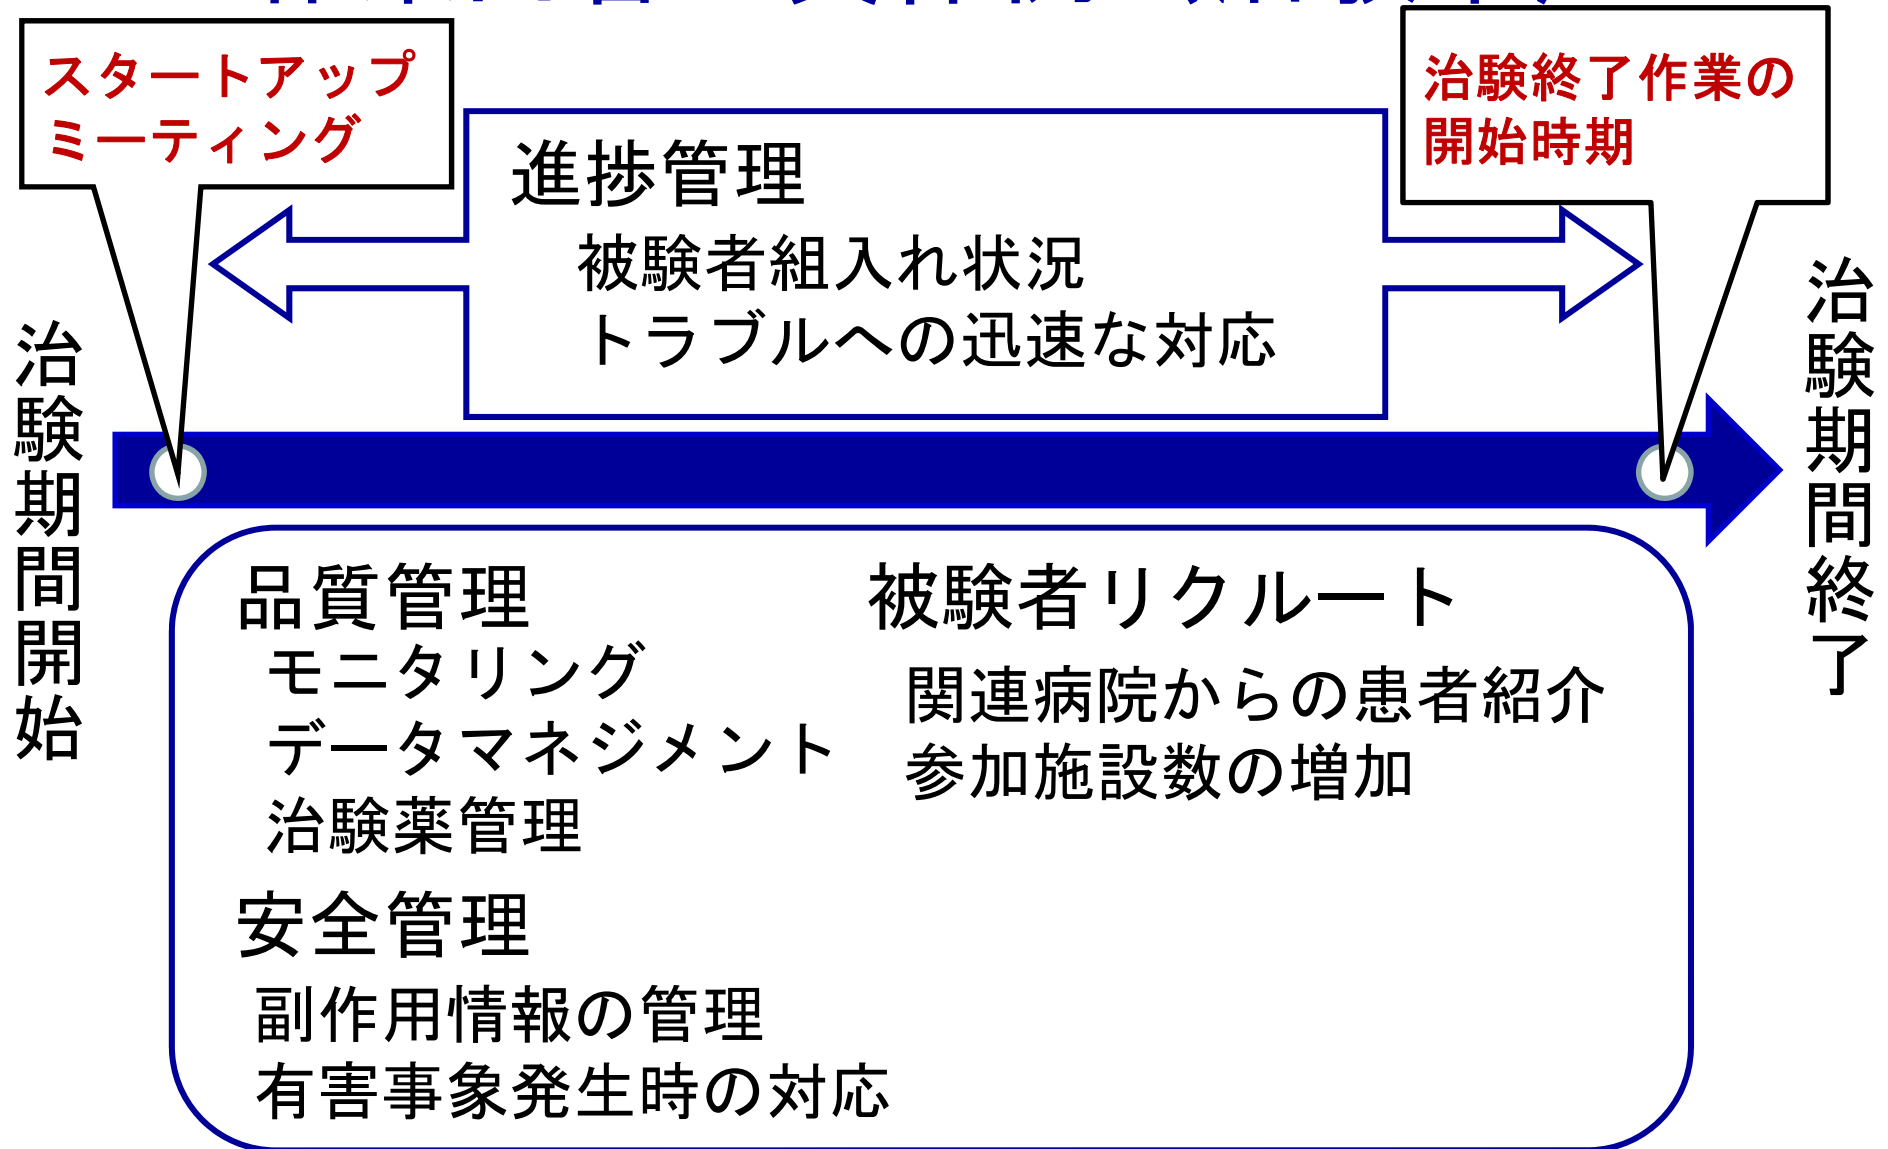 スタートアップ
ミーティング
治験終了作業の
開始時期
進捗管理
被験者組入れ状況
トラブルへの迅速な対応
治験期間開始
治験期間終了
品質管理
モニタリング
データマネジメント
治験薬管理
安全管理
副作用情報の管理
有害事象発生時の対応
被験者リクルート
関連病院からの患者紹介
参加施設数の増加